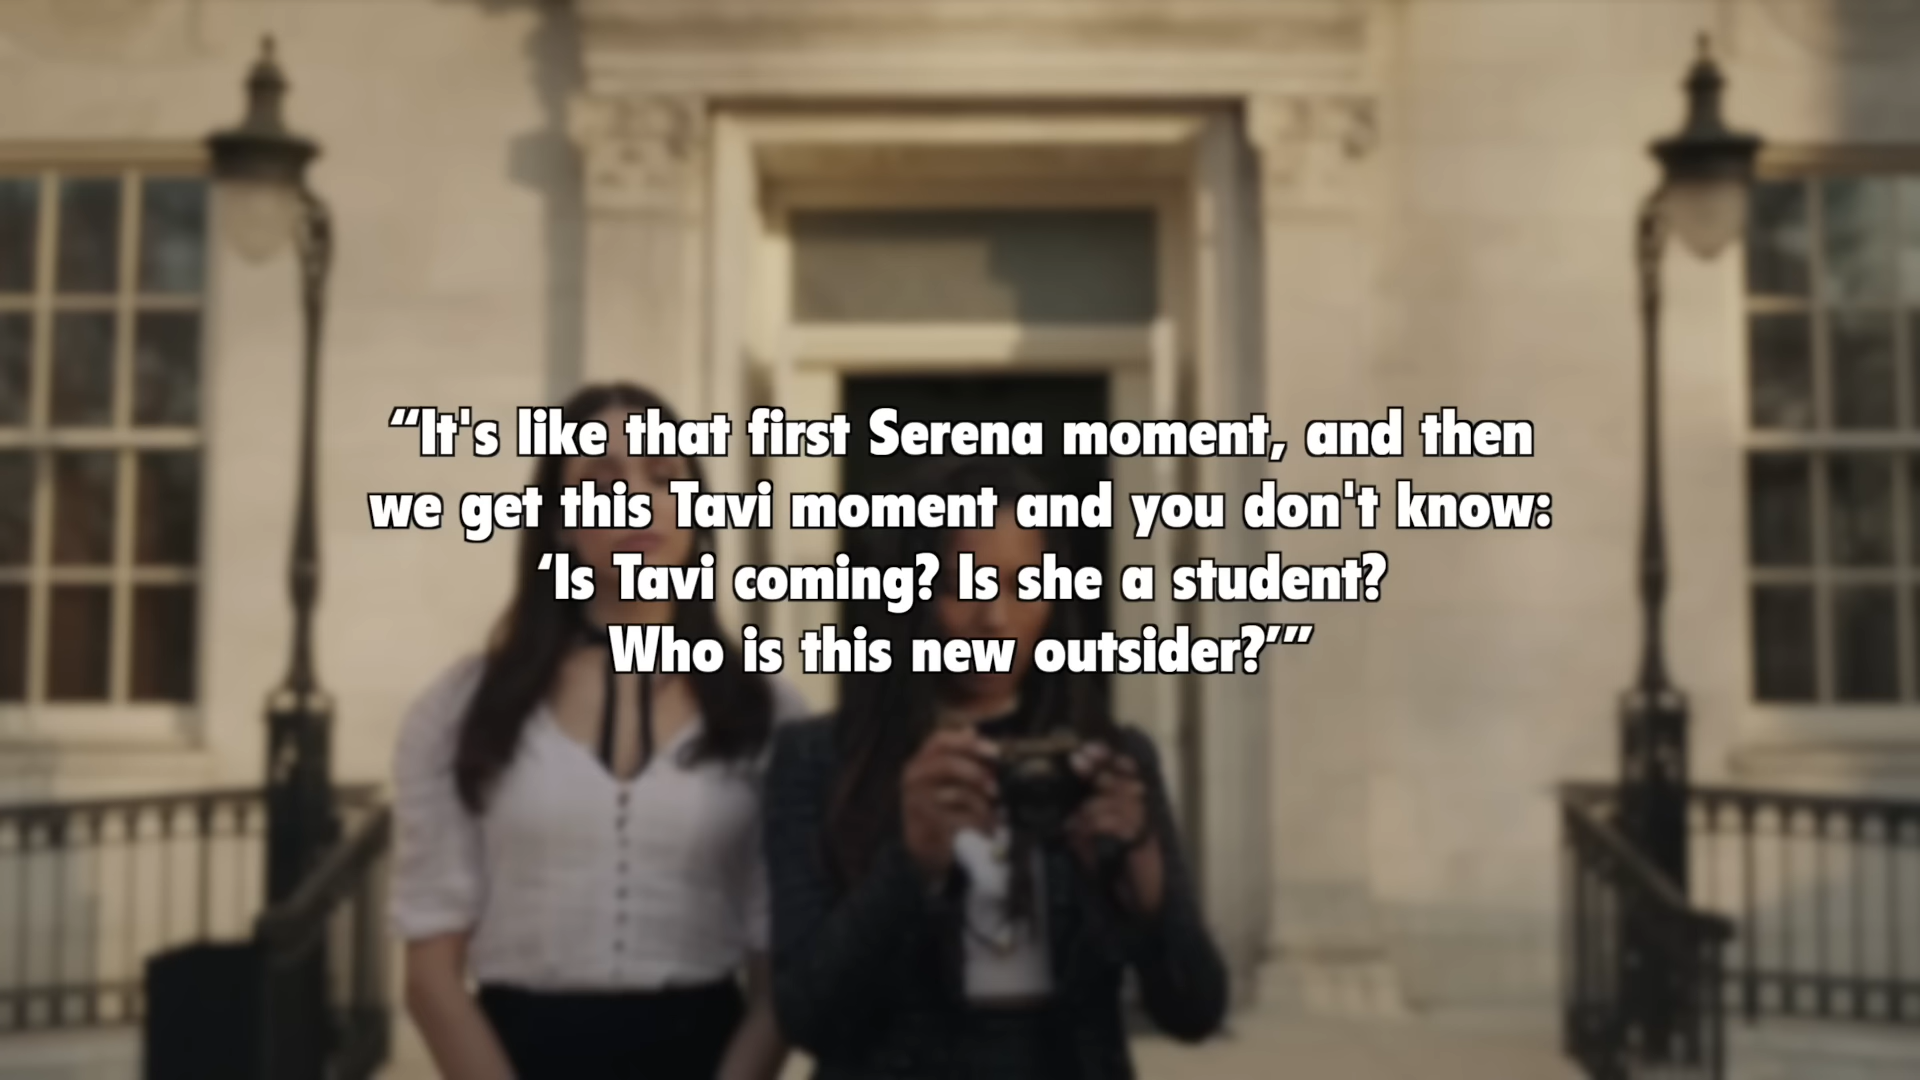 “It's like that first Serena moment, and then
we get this Tavi moment and you don't know:
‘Is Tavi coming? Is she a student?
Who is this new outsider?’”